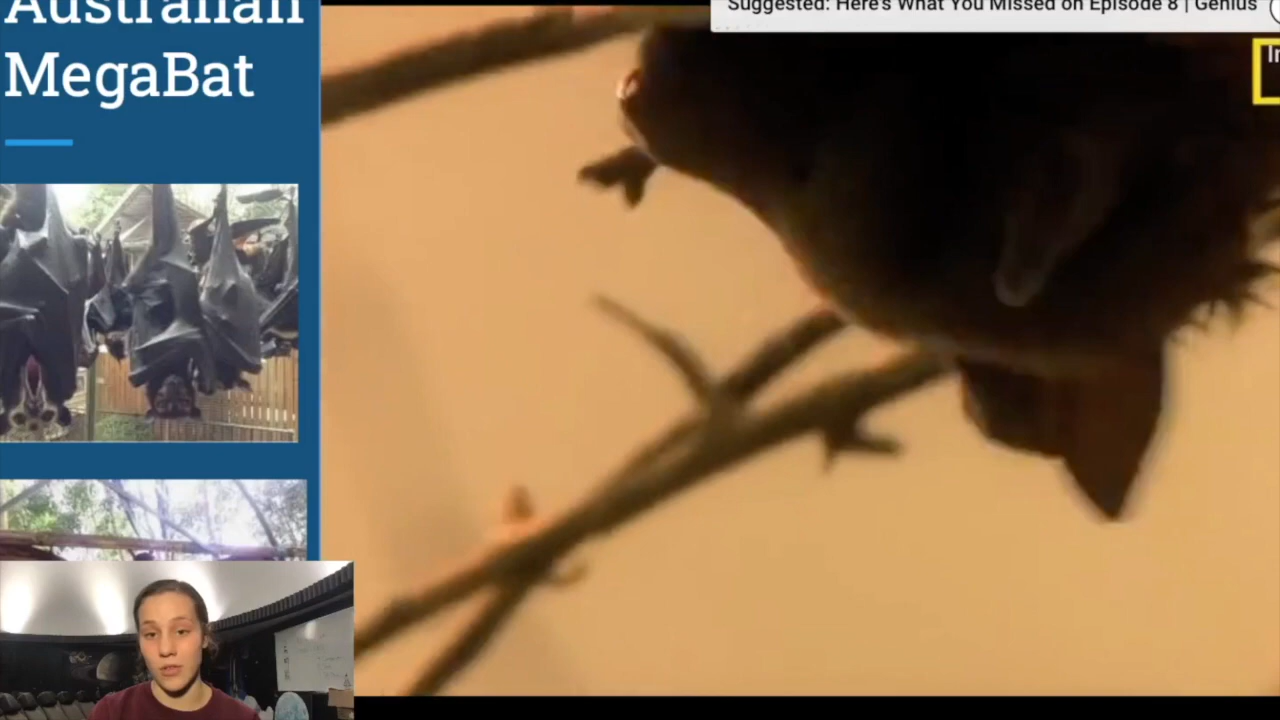 Australian
MegaBat
Suggested: Here's What You Missed on Episode 8 | Genius